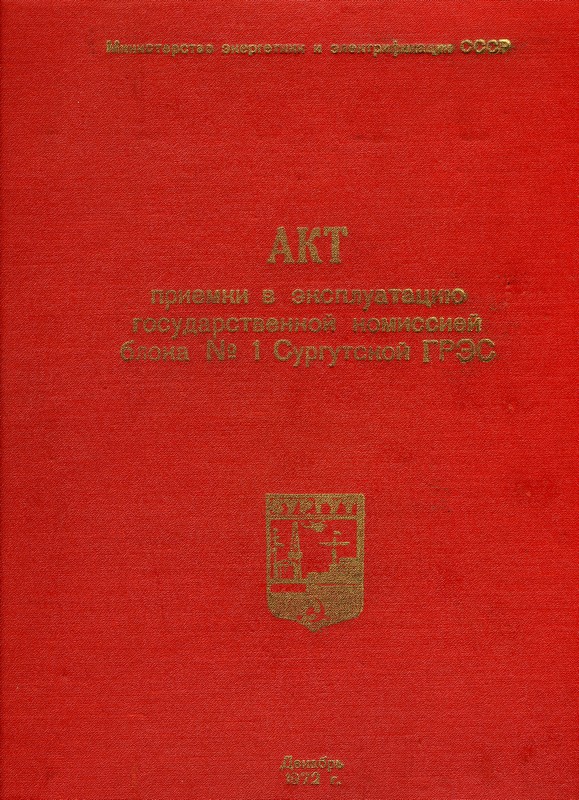 Министерство энергетики и электрификации СССР
АКТ
приемки в эксплуатацию
государственной комиссией
блока № 1 Сургутской ГРЭС
СУРГУТ
Декабрь
1972 г.